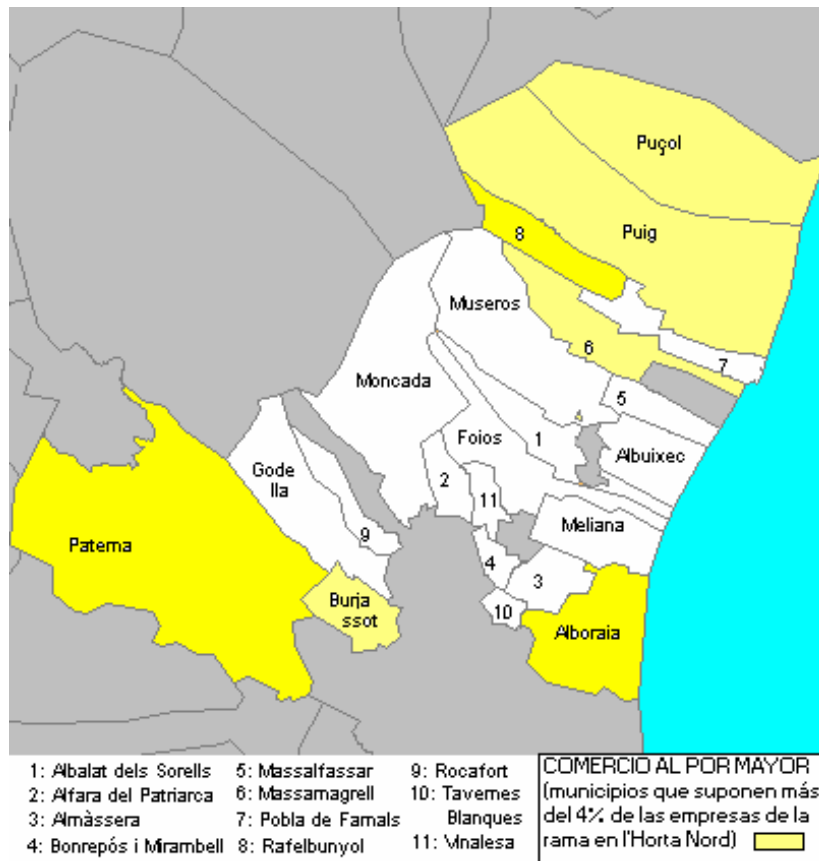 Puçol
Puig
8
Museros
6
7
Moncada
5
Foios
1
Albuixec
Gode
lla
2
11
Meliana
9
Paterna
4
3
Burja
ssot
10
Alboraia
1: Albalat dels Sorells
2: Alfara del Patriarca
3: Almàssera
4: Bonrepós i Mirambell
5: Massalfassar
6: Massamagrell
7: Pobla de Farnals
8: Rafelbunyol
9: Rocafort
10: Tavernes
Blanques
11: Vinalesa
COMERCIO AL POR MAYOR
(municipios que suponen más
del 4% de las empresas de la
rama en l'Horta Nord)